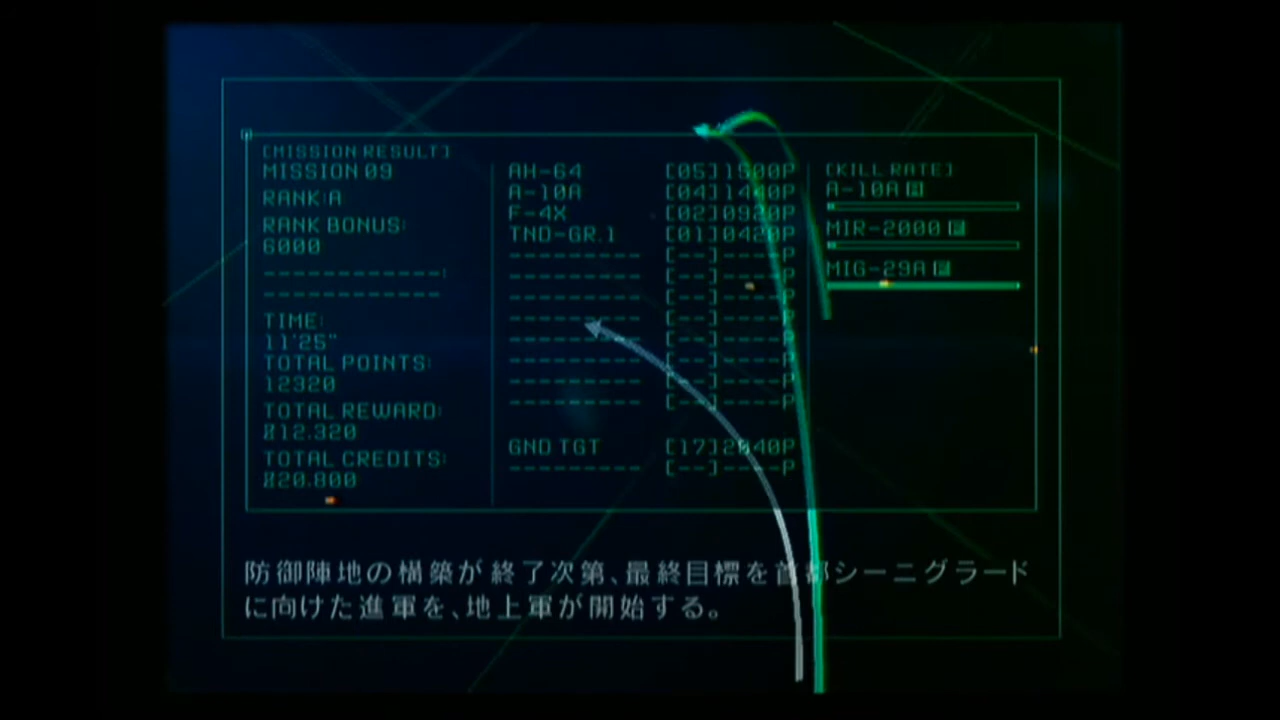 [MISSION RESULT]
MISSION 09
RANK:A
RANK BONUS:
6000
-------------:
-------------
TIME:
11'25"
TOTAL POINTS:
12320
TOTAL REWARD:
12.320
TOTAL CREDITS:
20.800
AH-64 [05]1500P
A-10A [04]1440P
F-4X [02]0920P
TND-GR.1 [01]0420P
---------- [--]----P
---------- [--]----P
---------- [--]----P
---------- [--]----P
---------- [--]----P
---------- [--]----P
---------- [--]----P
---------- [--]----P
GND TGT [17]2040P
---------- [--]----P
[KILL RATE]
A-10A
MIR-2000
MIG-29A
防御陣地の構築が終了次第、最終目標を首都シーニグラード
に向けた進軍を、地上軍が開始する。